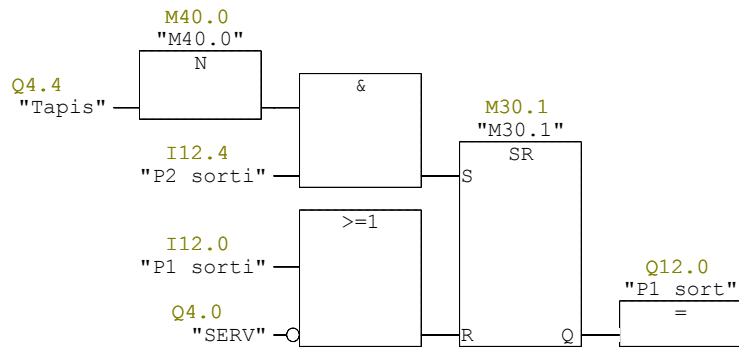 M40.0
"M40.0"
N
Q4.4
"Tapis"
&
I12.4
"P2 sorti"
M30.1
"M30.1"
SR
S
>=1
I12.0
"P1 sorti"
Q4.0
"SERV"
R
Q
Q12.0
"P1 sort"
=